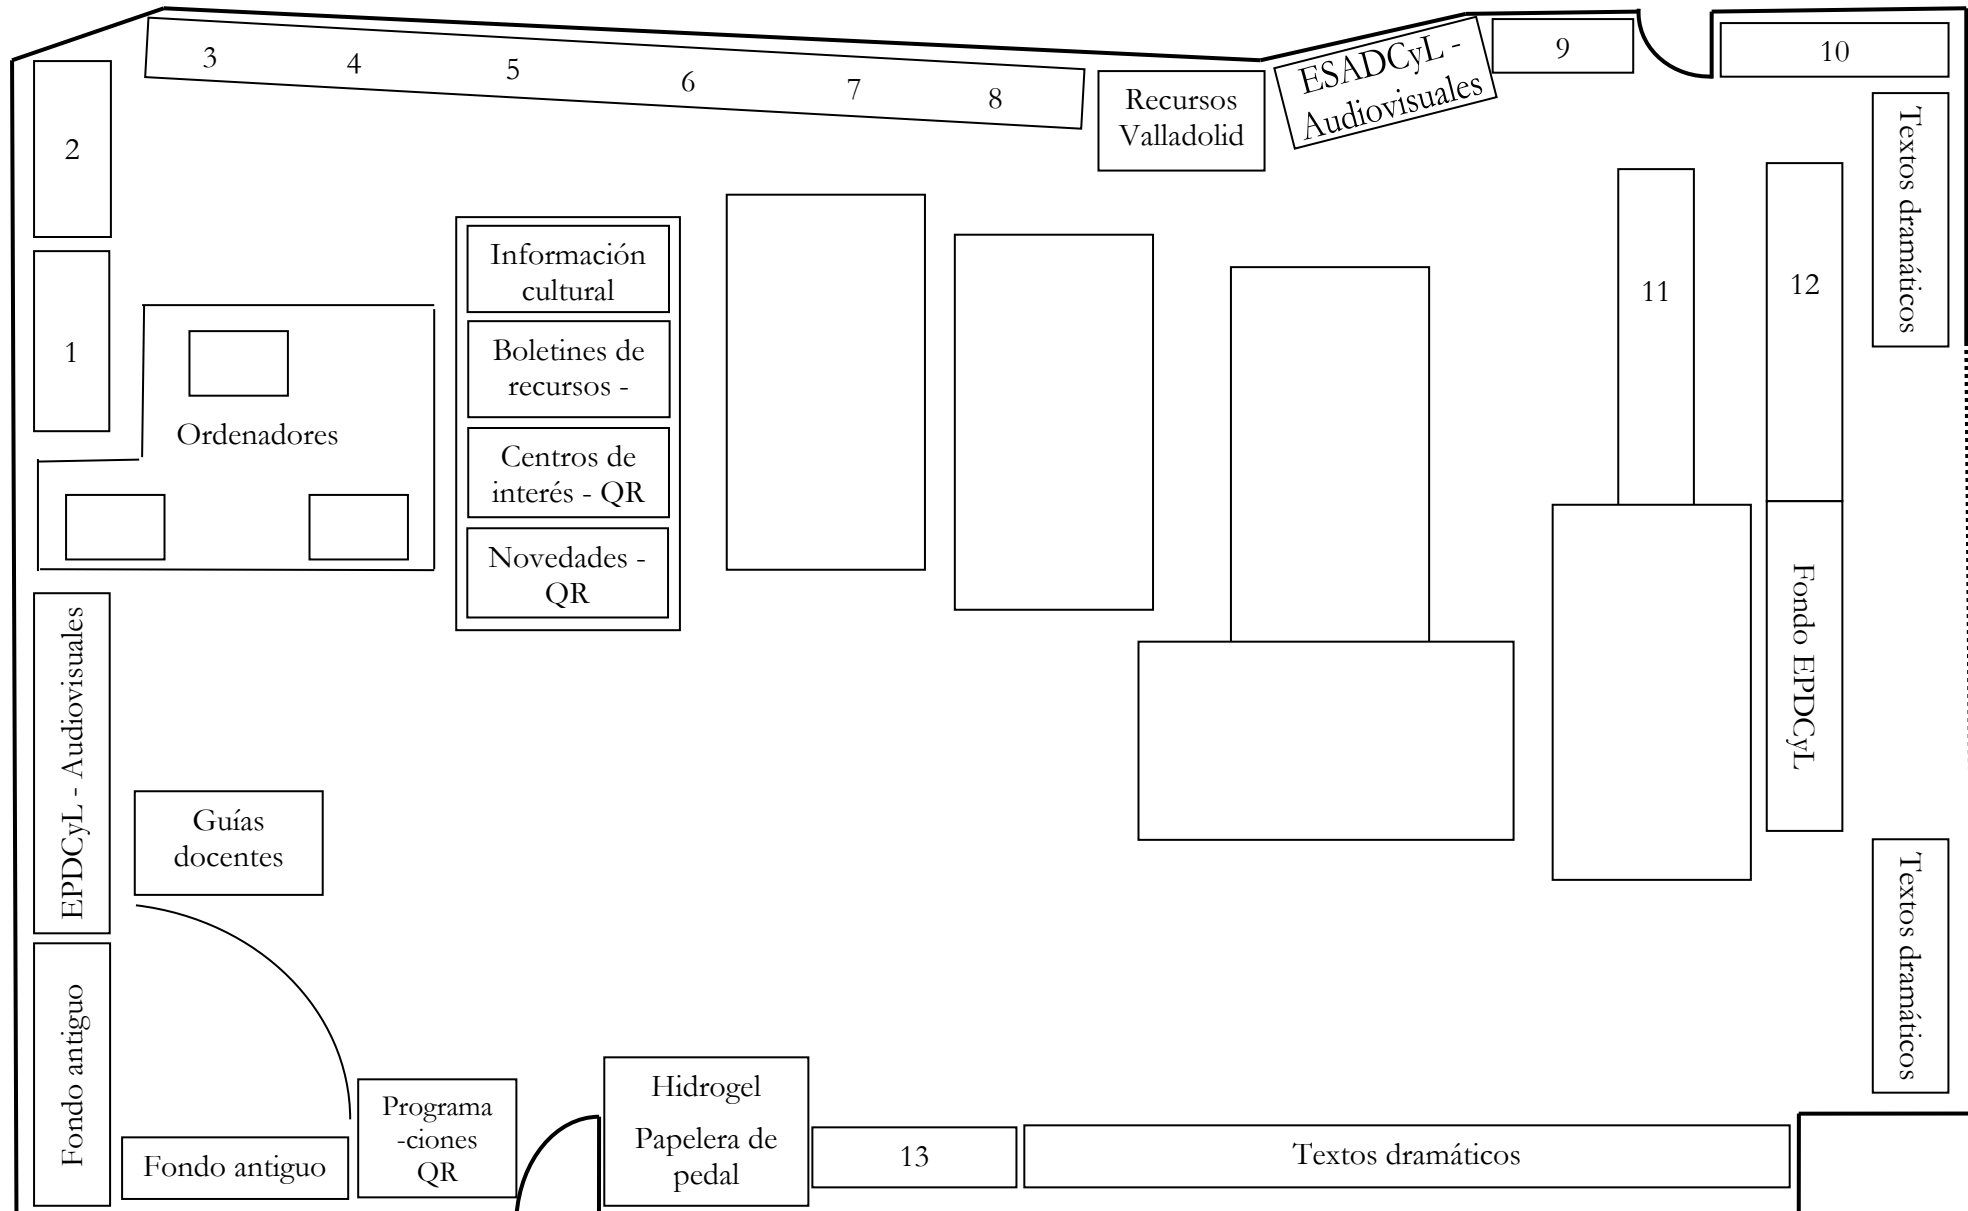 3
4
5
6
7
8
Recursos
Valladolid
ESADCyL -
Audiovisuales
9
10
2
1
Ordenadores
Información
cultural
Boletines de
recursos -
Centros de
interés - QR
Novedades -
QR
11
12
Fondo EPDCyL
Textos dramáticos
Textos dramáticos
EPDCyL - Audiovisuales
Guías
docentes
Fondo antiguo
Fondo antiguo
Programa
-ciones
QR
Hidrogel
Papelera de
pedal
13
Textos dramáticos